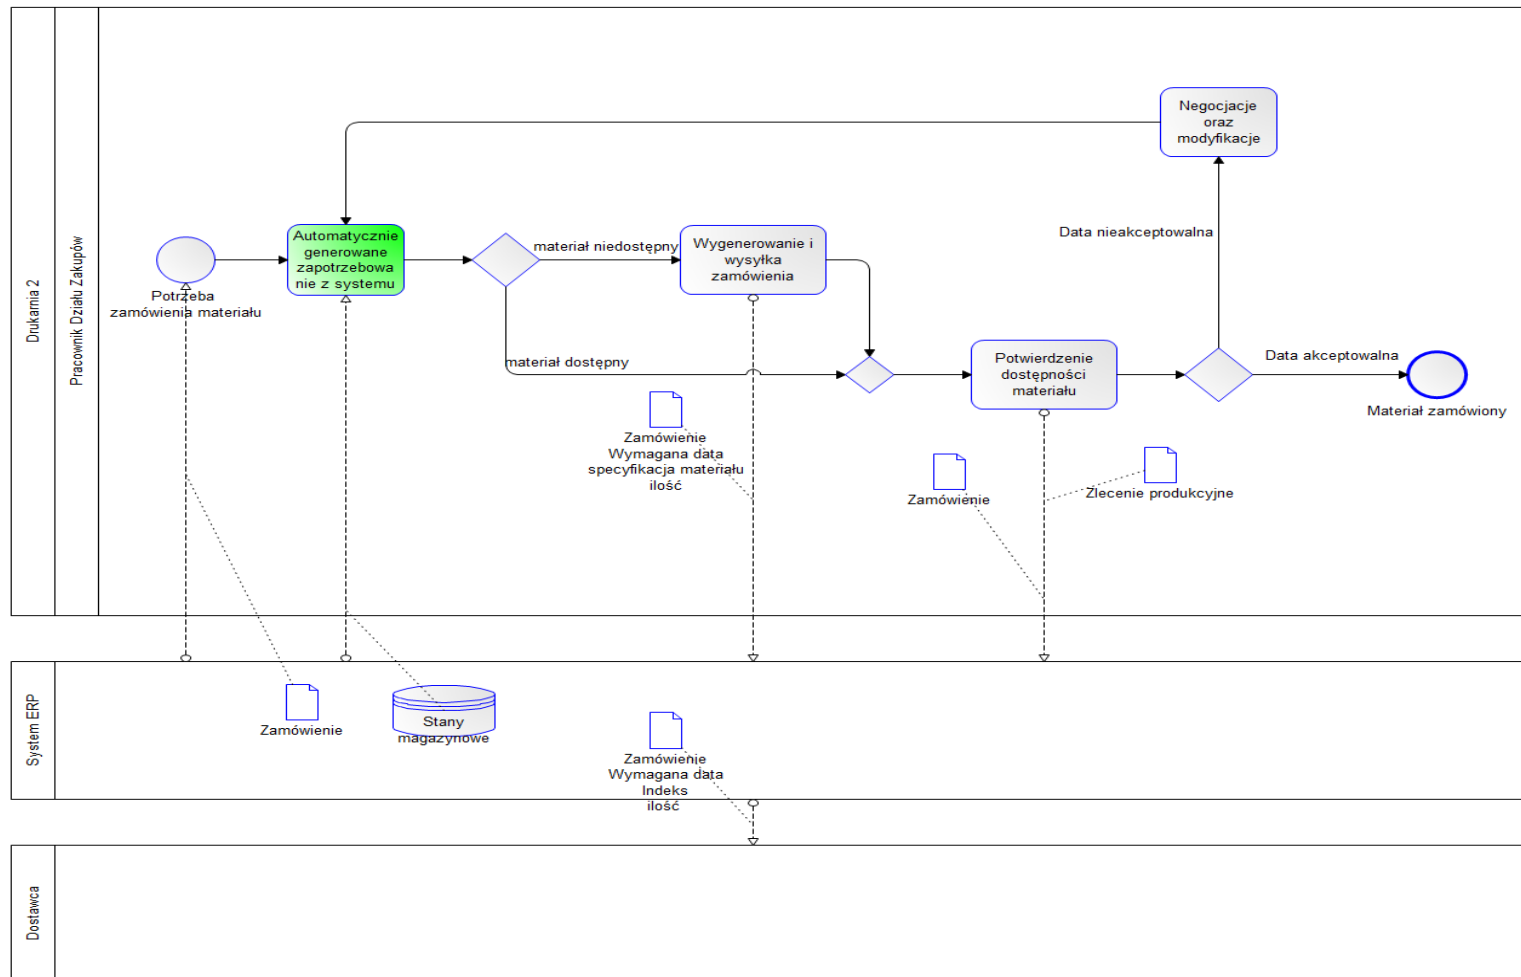 Drukarnia 2
Pracownik Działu Zakupów
Negocjacje
oraz
modyfikacje
Data nieakceptowalna
Automatycznie
generowane
zapotrzebowa
nie z systemu
materiał niedostępny
Wygenerowanie i
wysyłka
zamówienia
Potrzeba
zamówienia materiału
materiał dostępny
Potwierdzenie
dostępności
materiału
Data akceptowalna
Materiał zamówiony
Zamówienie
Wymagana data
specyfikacja materiału
ilość
Zamówienie
Zlecenie produkcyjne
System ERP
Zamówienie
Stany
magazynowe
Zamówienie
Wymagana data
Indeks
ilość
Dostawca